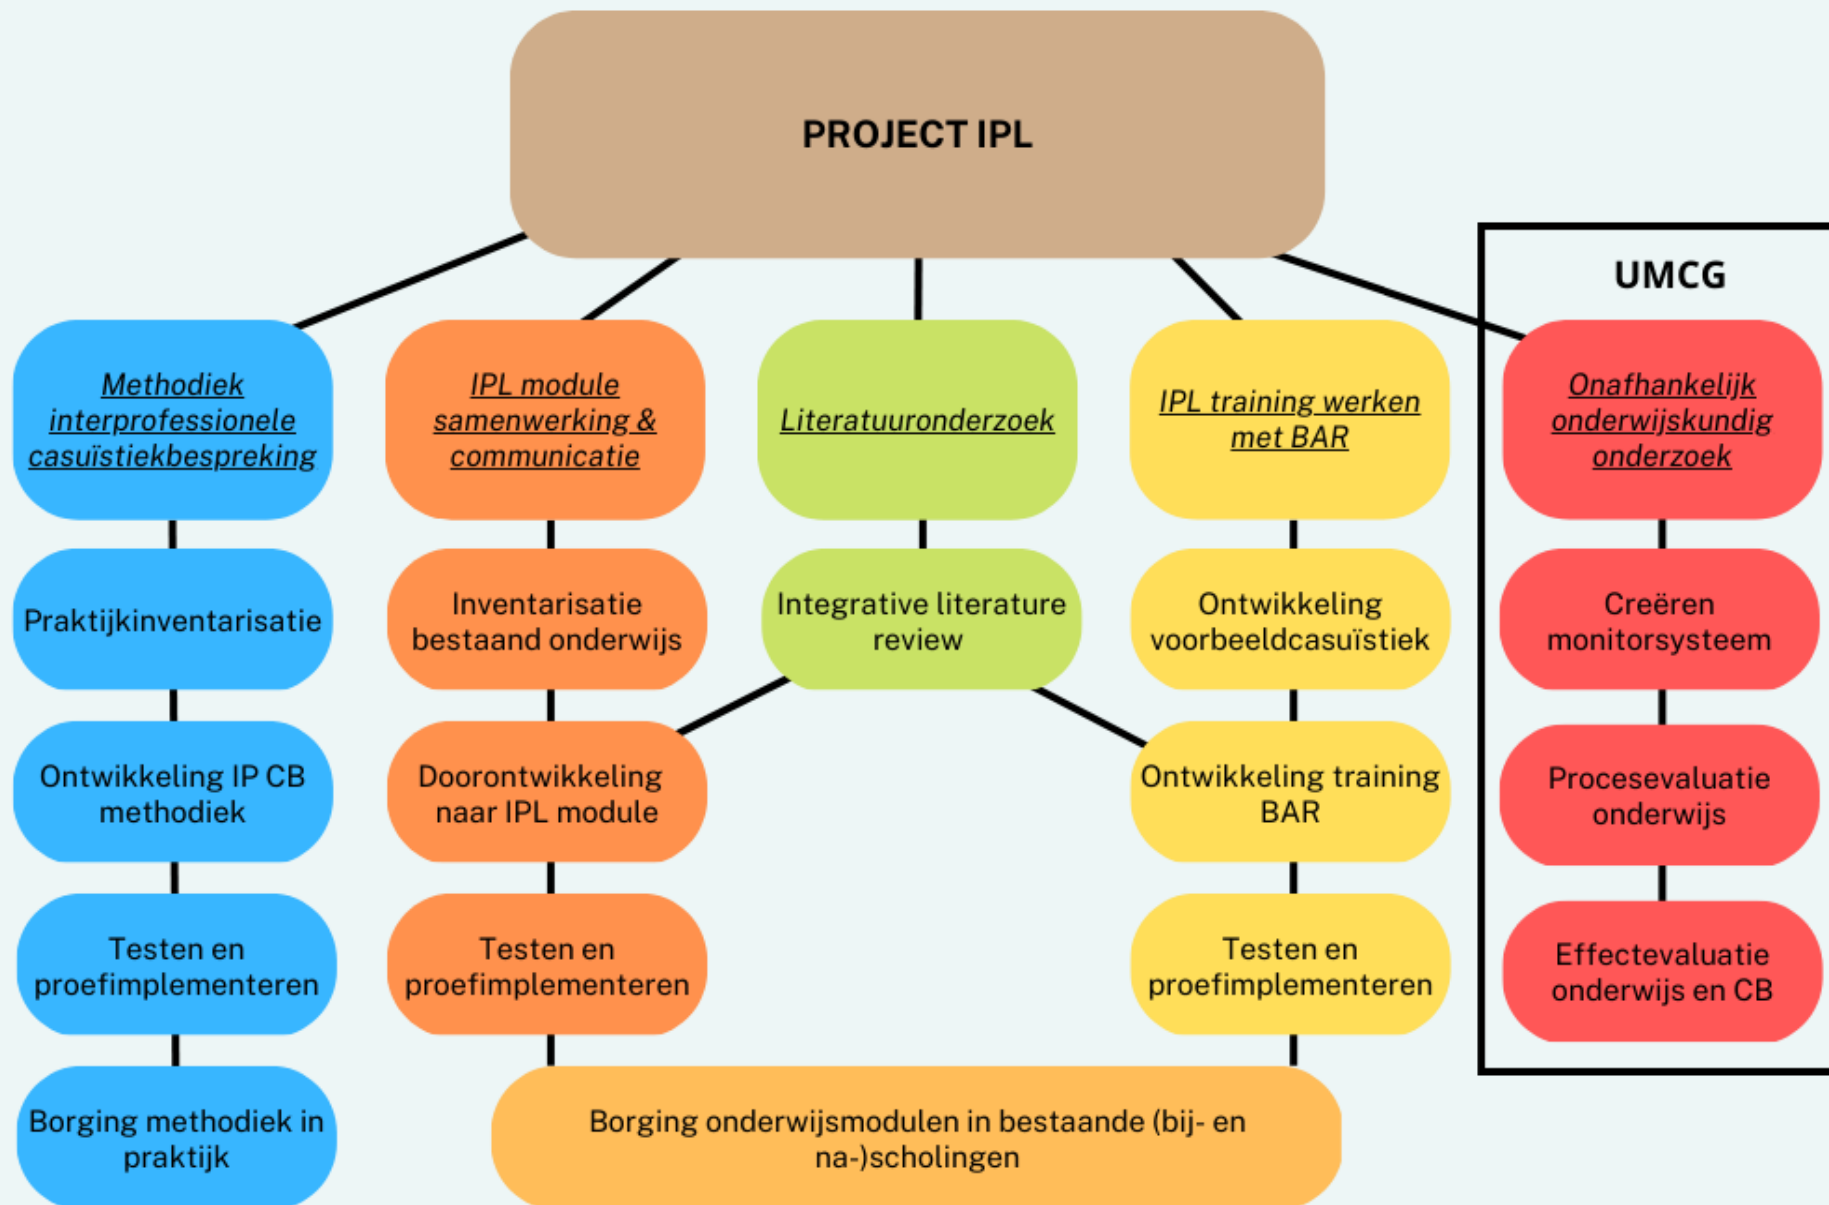 PROJECT IPL
UMCG
Methodiek
interprofessionele
casuïstiekbespreking
IPL module
samenwerking &
communicatie
Literatuuronderzoek
IPL training werken
met BAR
Onafhankelijk
onderwijskundig
onderzoek
Praktijkinventarisatie
Inventarisatie
bestaand onderwijs
Integrative literature
review
Ontwikkeling
voorbeeldcasuïstiek
Creëren
monitorsysteem
Ontwikkeling IP CB
methodiek
Doorontwikkeling
naar IPL module
Ontwikkeling training
BAR
Procesevaluatie
onderwijs
Testen en
proefimplementeren
Testen en
proefimplementeren
Testen en
proefimplementeren
Effectevaluatie
onderwijs en CB
Borging methodiek in
praktijk
Borging onderwijsmodulen in bestaande (bij- en
na-)scholingen